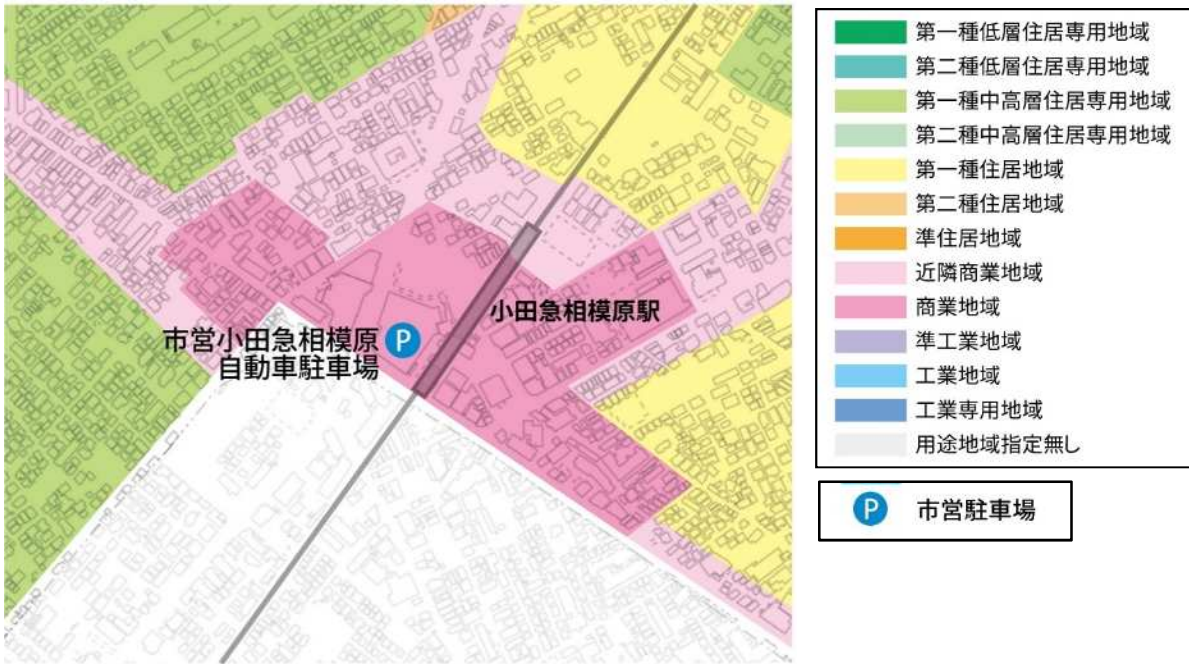 小田急相模原駅
市営小田急相模原
自動車駐車場
P
第一種低層住居専用地域
第二種低層住居専用地域
第一種中高層住居専用地域
第二種中高層住居専用地域
第一種住居地域
第二種住居地域
準住居地域
近隣商業地域
商業地域
準工業地域
工業地域
工業専用地域
用途地域指定無し
P 市営駐車場